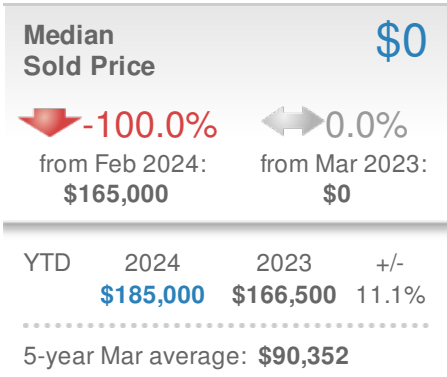 Median $0
Sold Price
-100.0% 0.0%
from Feb 2024: from Mar 2023:
$165,000 $0
YTD 2024 2023 +/-
$185,000 $166,500 11.1%
5-year Mar average: $90,352